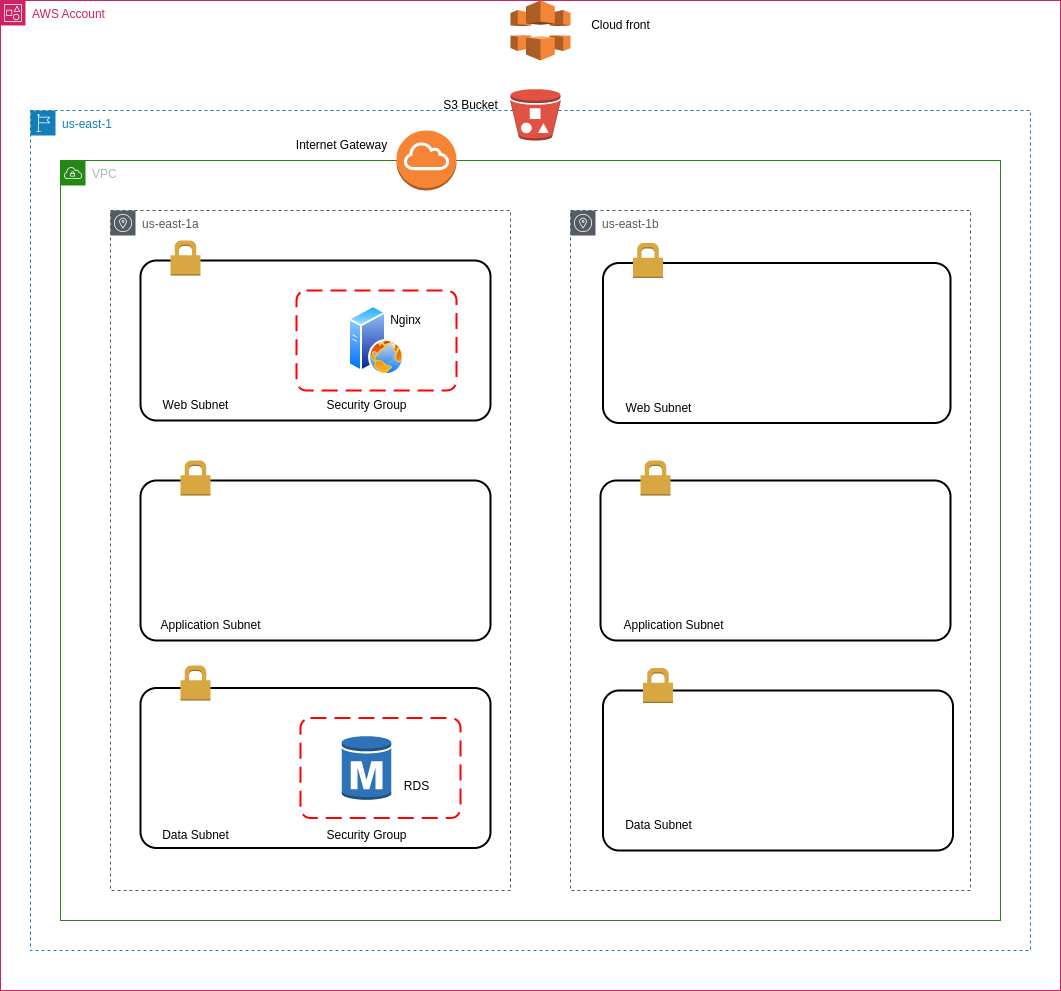 AWS Account
Cloud front
S3 Bucket
us-east-1
Internet Gateway
VPC
us-east-1a
us-east-1b
Nginx
Web Subnet
Security Group
Web Subnet
Application Subnet
Application Subnet
M
RDS
Data Subnet
Security Group
Data Subnet